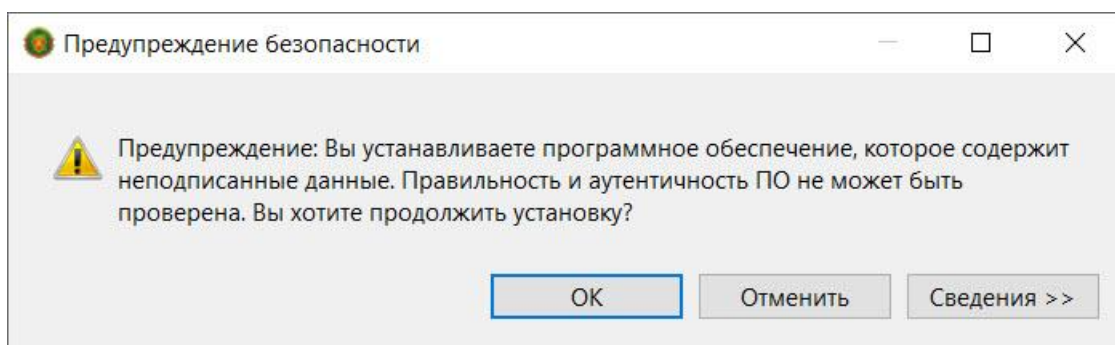 Предупреждение безопасности
Предупреждение: Вы устанавливаете программное обеспечение, которое содержит
неподписанные данные. Правильность и аутентичность ПО не может быть
проверена. Вы хотите продолжить установку?
OK
Отменить
Сведения >>